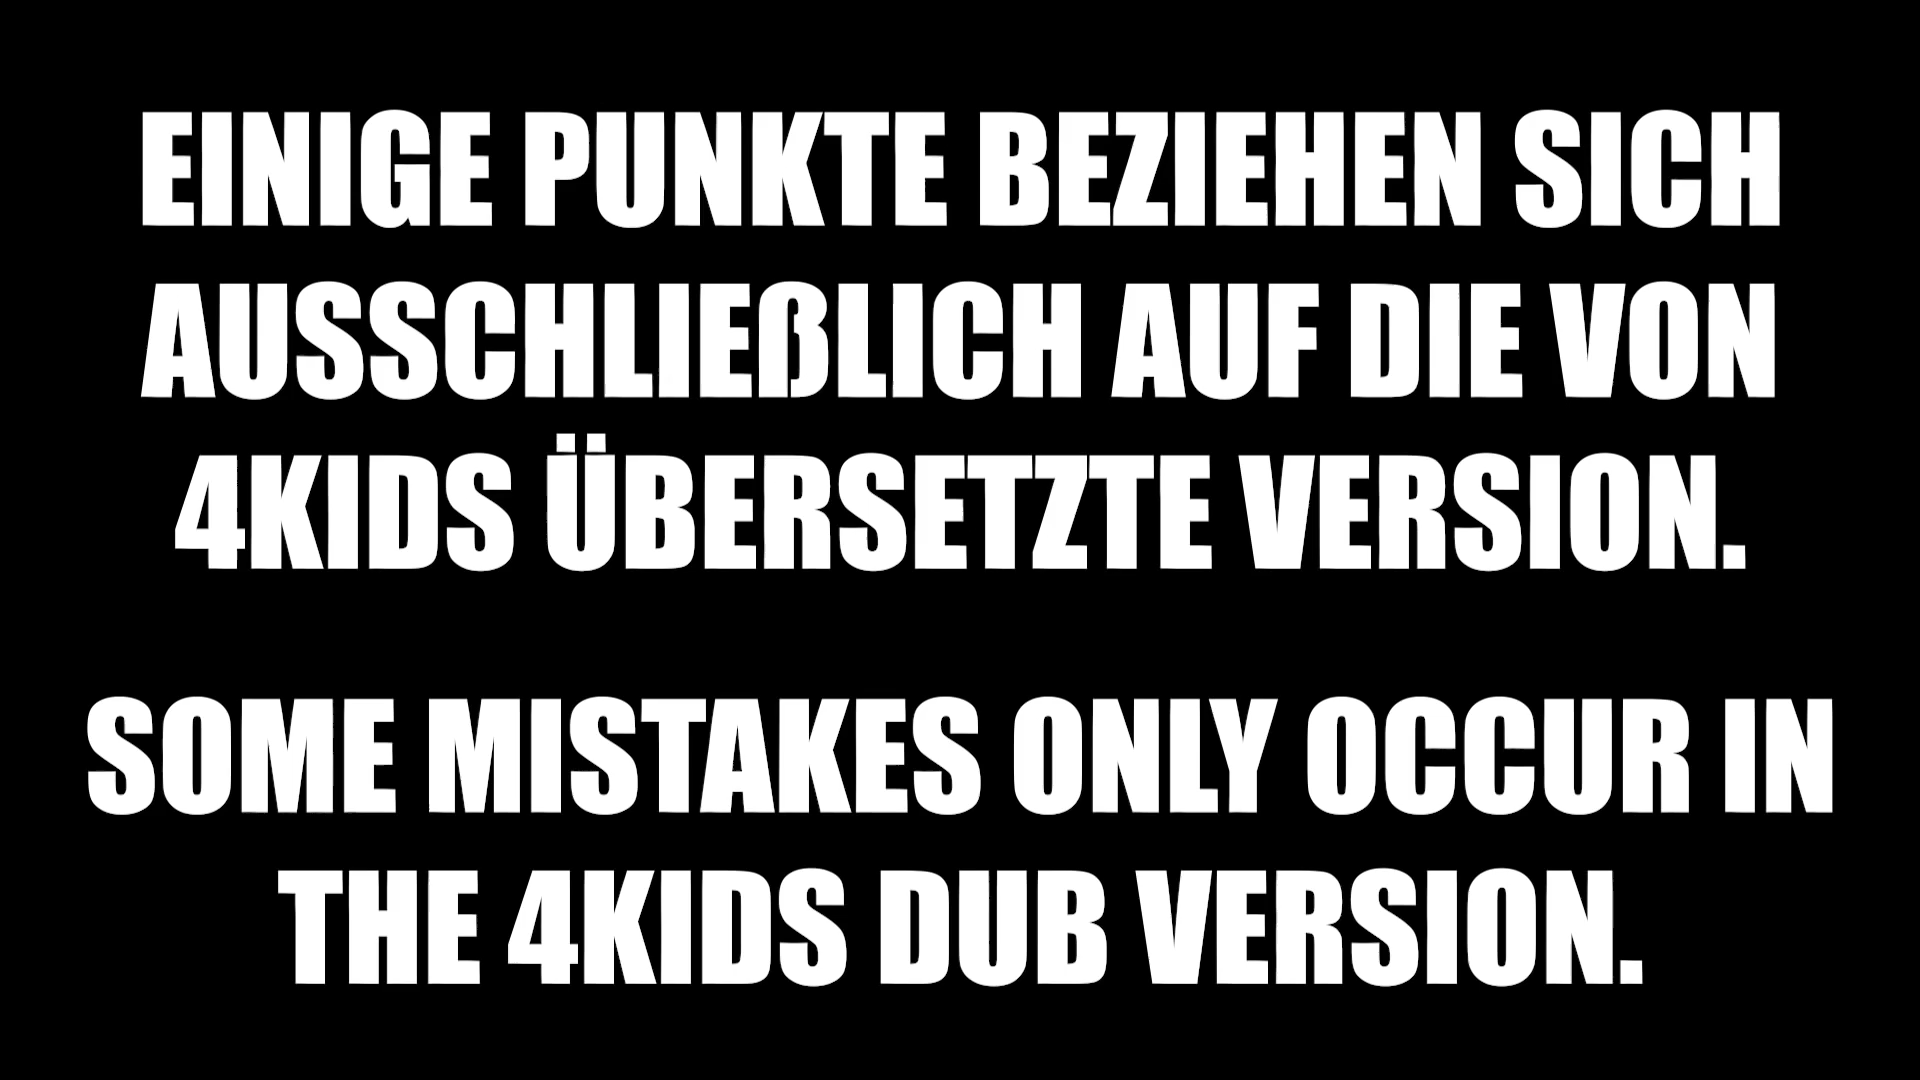 EINIGE PUNKTE BEZIEHEN SICH
AUSSCHLIEßLICH AUF DIE VON
4KIDS ÜBERSETZTE VERSION.
SOME MISTAKES ONLY OCCUR IN
THE 4KIDS DUB VERSION.